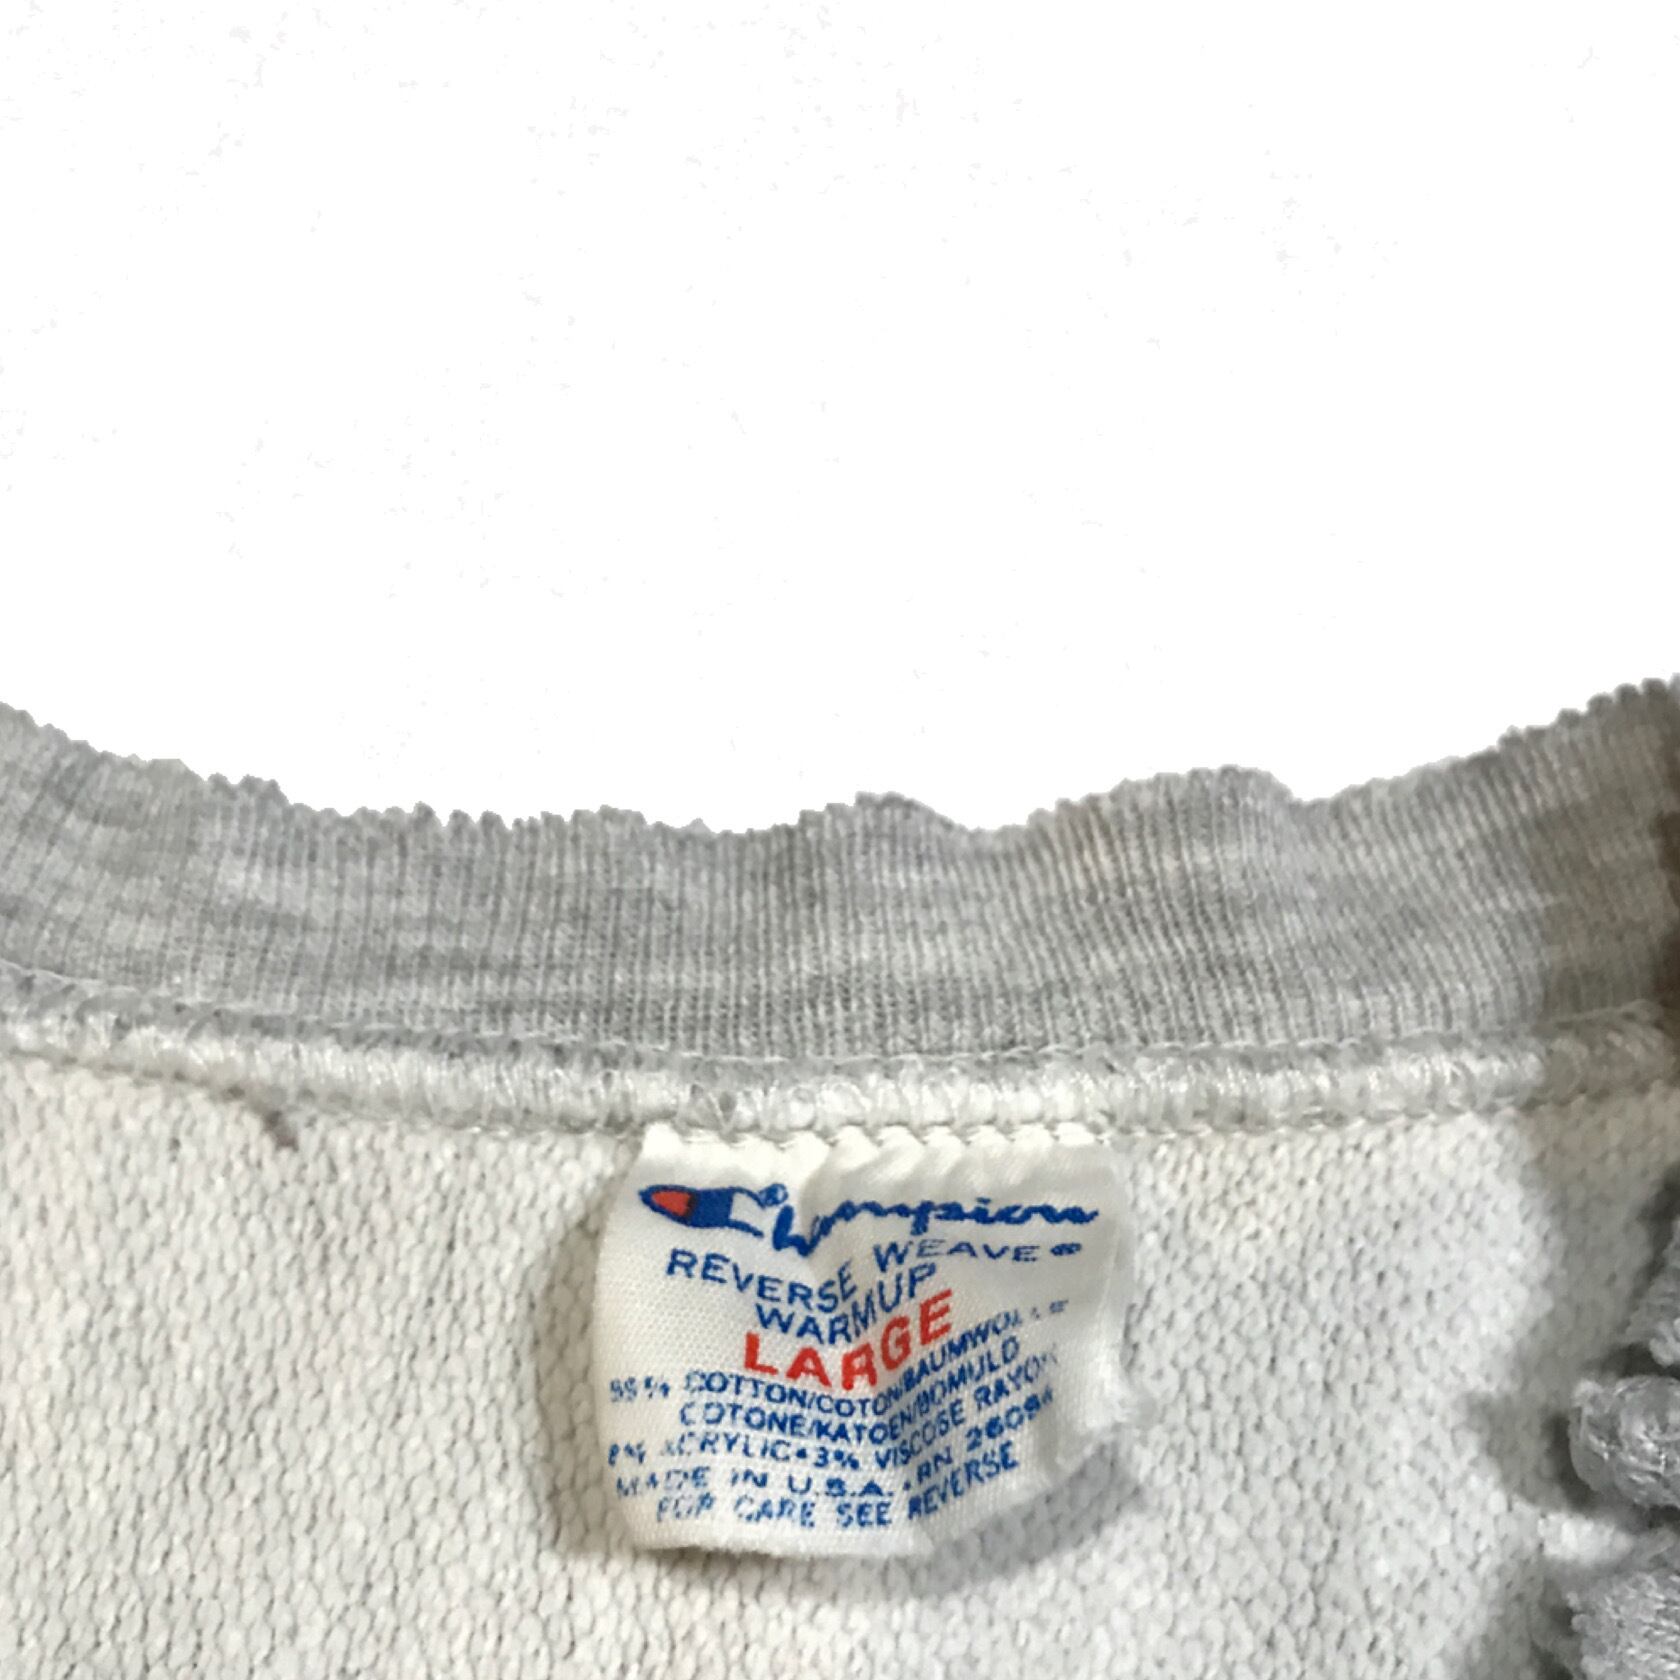 Champion®
REVERSE WEAVE®
WARMUP
LARGE
COTTON/COTON/BAUMWOLLE
COTONE/KATOEN/BOMULD
ACRYLIC•3% VISCOSE RAYON
MADE IN U.S.A.•RN 26094
FOR CARE SEE REVERSE